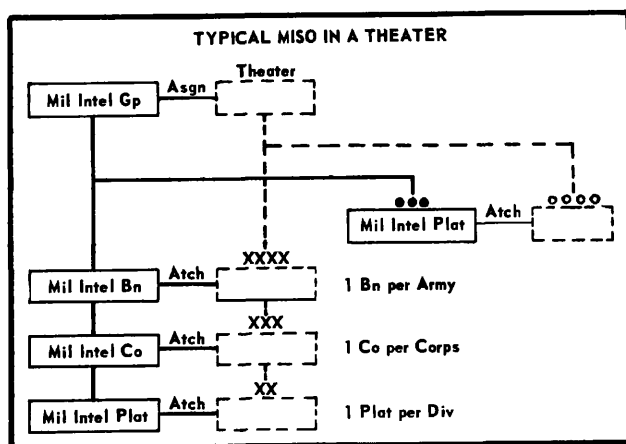 TYPICAL MISO IN A THEATER
Theater
Mil Intel Gp Asgn
Mil Intel Plat Atch
XXXX
Mil Intel Bn Atch 1 Bn per Army
XXX
Mil Intel Co Atch 1 Co per Corps
XX
Mil Intel Plat Atch 1 Plat per Div